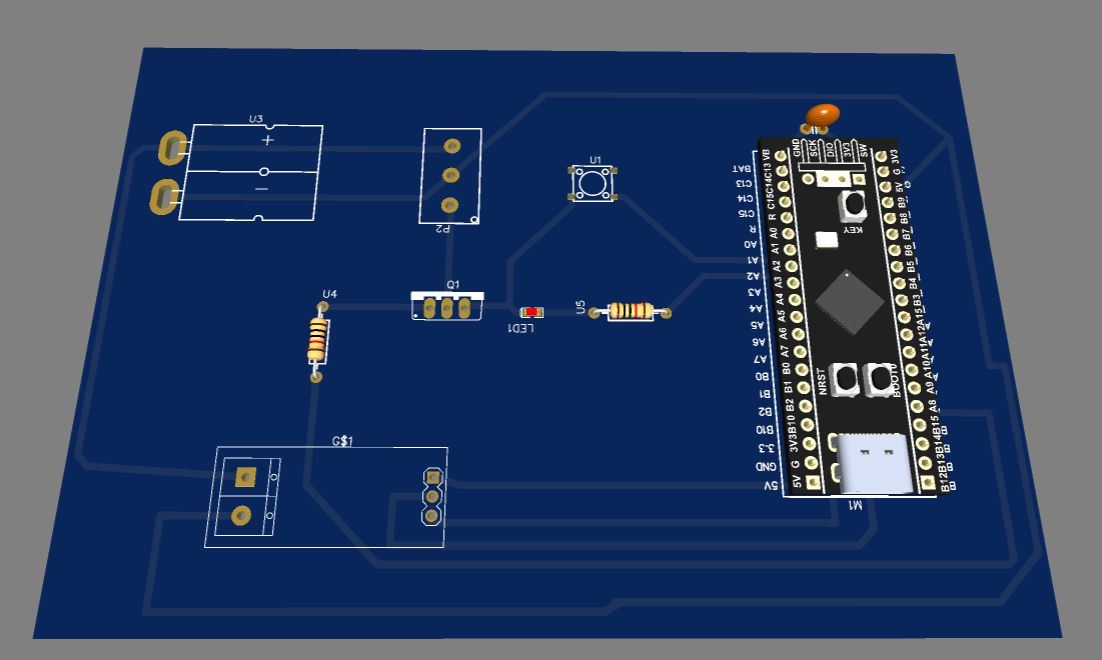 U3
+
−
P2
U1
U4
Q1
LED1
U5
G$1
GND
SCK
DIO
3V3
SW
VB
C13
C14
C15
R
A0
A1
A2
A3
A4
A5
A6
A7
B0
B1
B2
B10
3V3
G
5V
3V3
G
5V
B9
B8
B7
B6
B5
B4
B3
A15
A12
A11
A10
A9
A8
B15
B14
B13
B12
KEY
NRST
BOOT0
BAT
C13
C14
C15
R
A0
A1
A2
A3
A4
A5
A6
A7
B0
B1
B2
B10
3.3
GND
5V
M1